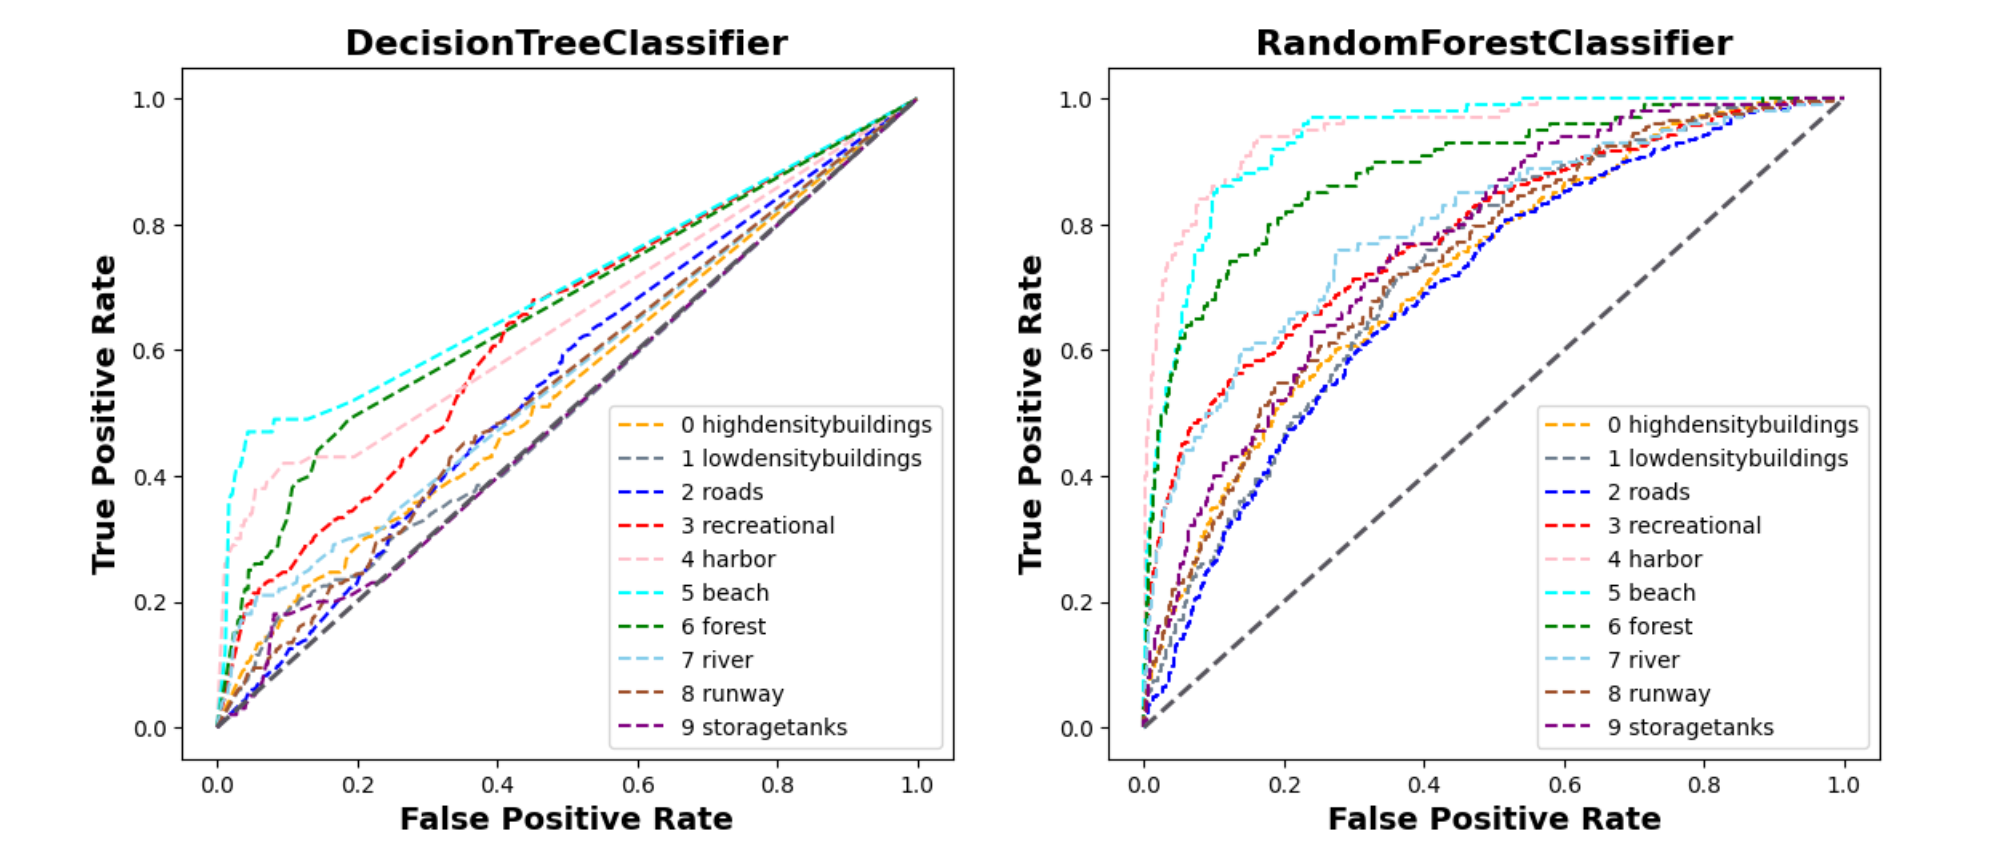 DecisionTreeClassifier
True Positive Rate
1.0
0.8
0.6
0.4
0.2
0.0
0 highdensitybuildings
1 lowdensitybuildings
2 roads
3 recreational
4 harbor
5 beach
6 forest
7 river
8 runway
9 storagetanks
0.0 0.2 0.4 0.6 0.8 1.0
False Positive Rate
RandomForestClassifier
True Positive Rate
1.0
0.8
0.6
0.4
0.2
0.0
0 highdensitybuildings
1 lowdensitybuildings
2 roads
3 recreational
4 harbor
5 beach
6 forest
7 river
8 runway
9 storagetanks
0.0 0.2 0.4 0.6 0.8 1.0
False Positive Rate